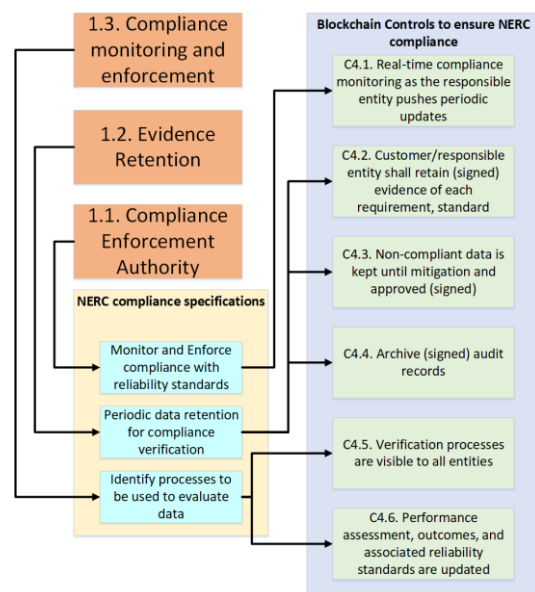 1.3. Compliance
monitoring and
enforcement
1.2. Evidence
Retention
1.1. Compliance
Enforcement
Authority
NERC compliance specifications
Monitor and Enforce
compliance with
reliability standards
Periodic data retention
for compliance
verification
Identify processes to
be used to evaluate
data
Blockchain Controls to ensure NERC
compliance
C4.1. Real-time compliance
monitoring as the responsible
entity pushes periodic
updates
C4.2. Customer/responsible
entity shall retain (signed)
evidence of each
requirement, standard
C4.3. Non-compliant data is
kept until mitigation and
approved (signed)
C4.4. Archive (signed) audit
records
C4.5. Verification processes
are visible to all entities
C4.6. Performance
assessment, outcomes, and
associated reliability
standards are updated